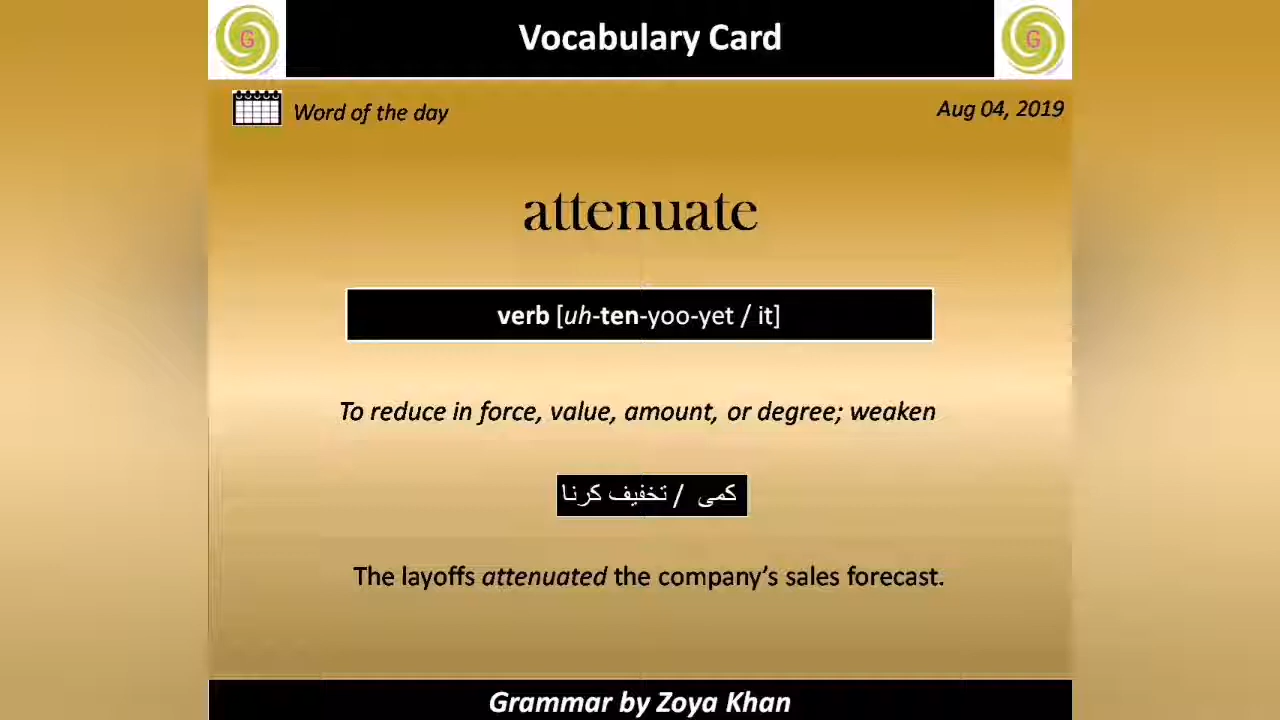 G
Vocabulary Card
G
Word of the day
Aug 04, 2019
attenuate
verb [uh-ten-yoo-yet / it]
To reduce in force, value, amount, or degree; weaken
کمی / تخفیف کرنا
The layoffs attenuated the company’s sales forecast.
Grammar by Zoya Khan